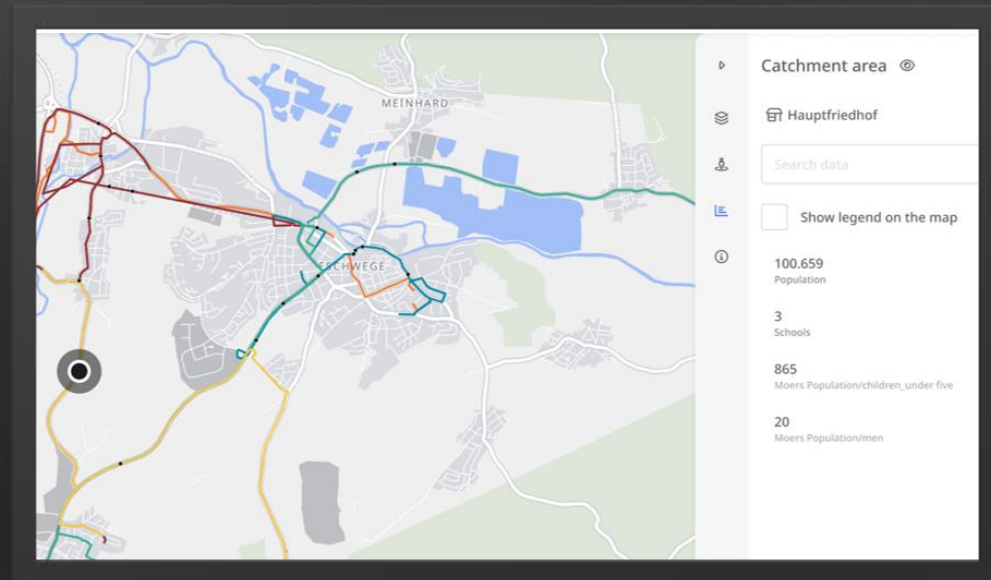 MEINHARD
ESCHWEGE
Catchment area
Hauptfriedhof
Search data
Show legend on the map
100.659
Population
3
Schools
865
Moers Population/children_under five
20
Moers Population/men